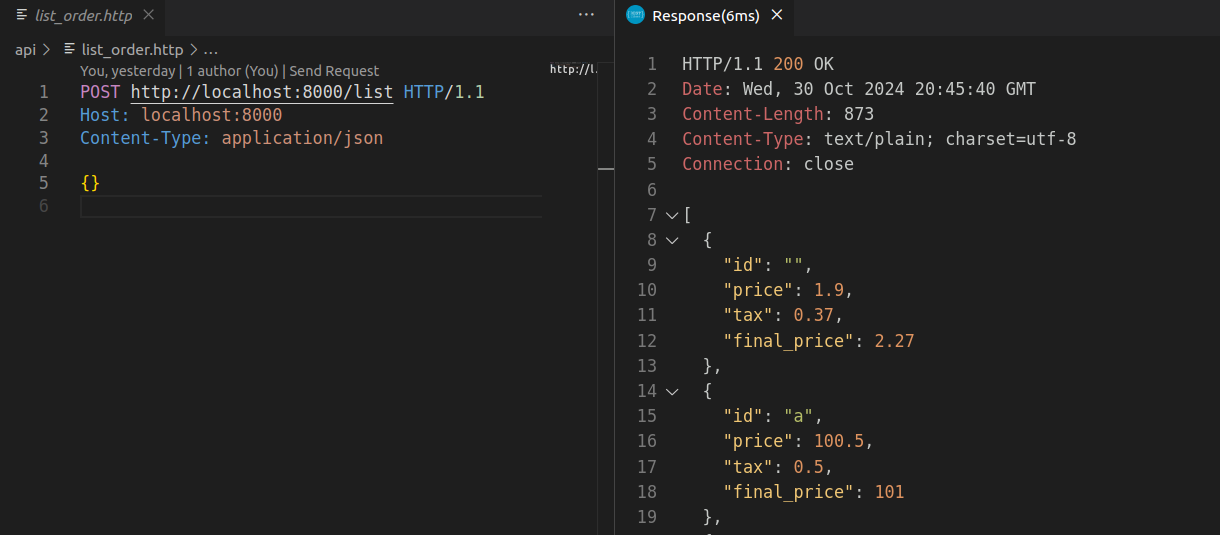 list_order.http
api > list_order.http > ...
You, yesterday | 1 author (You) | Send Request
1 POST http://localhost:8000/list HTTP/1.1
2 Host: localhost:8000
3 Content-Type: application/json
4
5 {}
6
http://l.
Response(6ms)
1 HTTP/1.1 200 OK
2 Date: Wed, 30 Oct 2024 20:45:40 GMT
3 Content-Length: 873
4 Content-Type: text/plain; charset=utf-8
5 Connection: close
6
7 [
8 {
9 "id": "",
10 "price": 1.9,
11 "tax": 0.37,
12 "final_price": 2.27
13 },
14 {
15 "id": "a",
16 "price": 100.5,
17 "tax": 0.5,
18 "final_price": 101
19 },